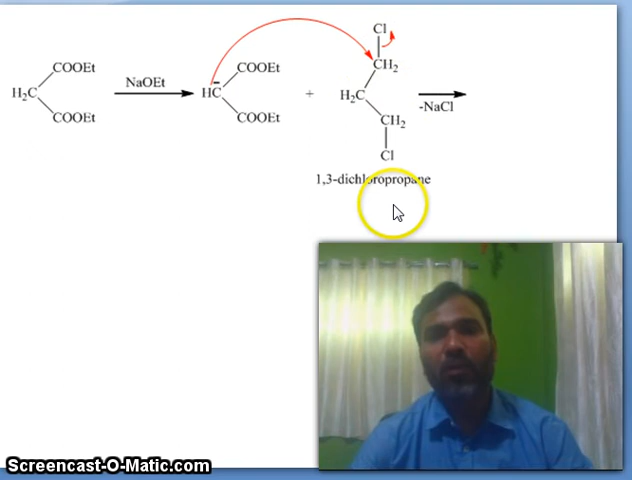 COOEt
H₂C
COOEt
NaOEt
COOEt
HC
COOEt
+
Cl
CH₂
H₂C
CH₂
Cl
-NaCl
1,3-dichloropropane
Screencast-O-Matic.com